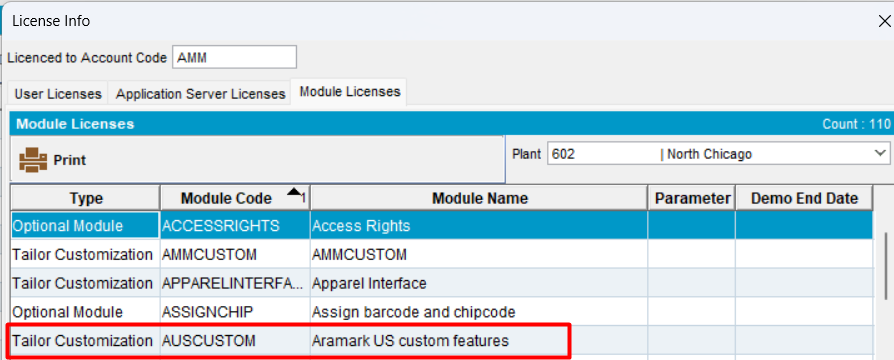 License Info
Licenced to Account Code AMM
User Licenses Application Server Licenses Module Licenses
Module Licenses Count : 110
Print Plant 602 | North Chicago
Type Module Code 1 Module Name Parameter Demo End Date
Optional Module ACCESSRIGHTS Access Rights
Tailor Customization AMMCUSTOM AMMCUSTOM
Tailor Customization APPARELINTERFA... Apparel Interface
Optional Module ASSIGNCHIP Assign barcode and chipcode
Tailor Customization AUSCUSTOM Aramark US custom features